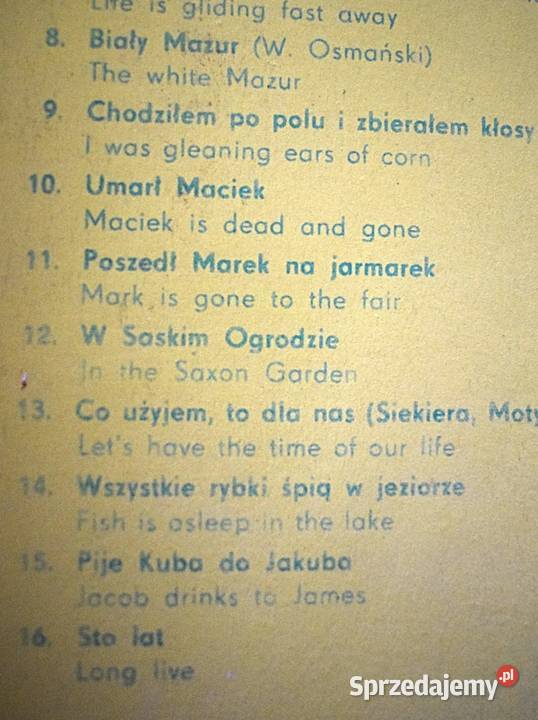 Life is gliding fast away
8. Biały Mazur (W. Osmański)
The white Mazur
9. Chodziłem po polu i zbierałem kłosy
I was gleaning ears of corn
10. Umarł Maciek
Maciek is dead and gone
11. Poszedł Marek na jarmarek
Mark is gone to the fair
12. W Saskim Ogrodzie
In the Saxon Garden
13. Co użyjem, to dla nas (Siekiera, Moty
Let's have the time of our life
14. Wszystkie rybki śpią w jeziorze
Fish is asleep in the lake
15. Pije Kuba do Jakuba
Jacob drinks to James
16. Sto lat
Long live
Sprzedajemy.pl